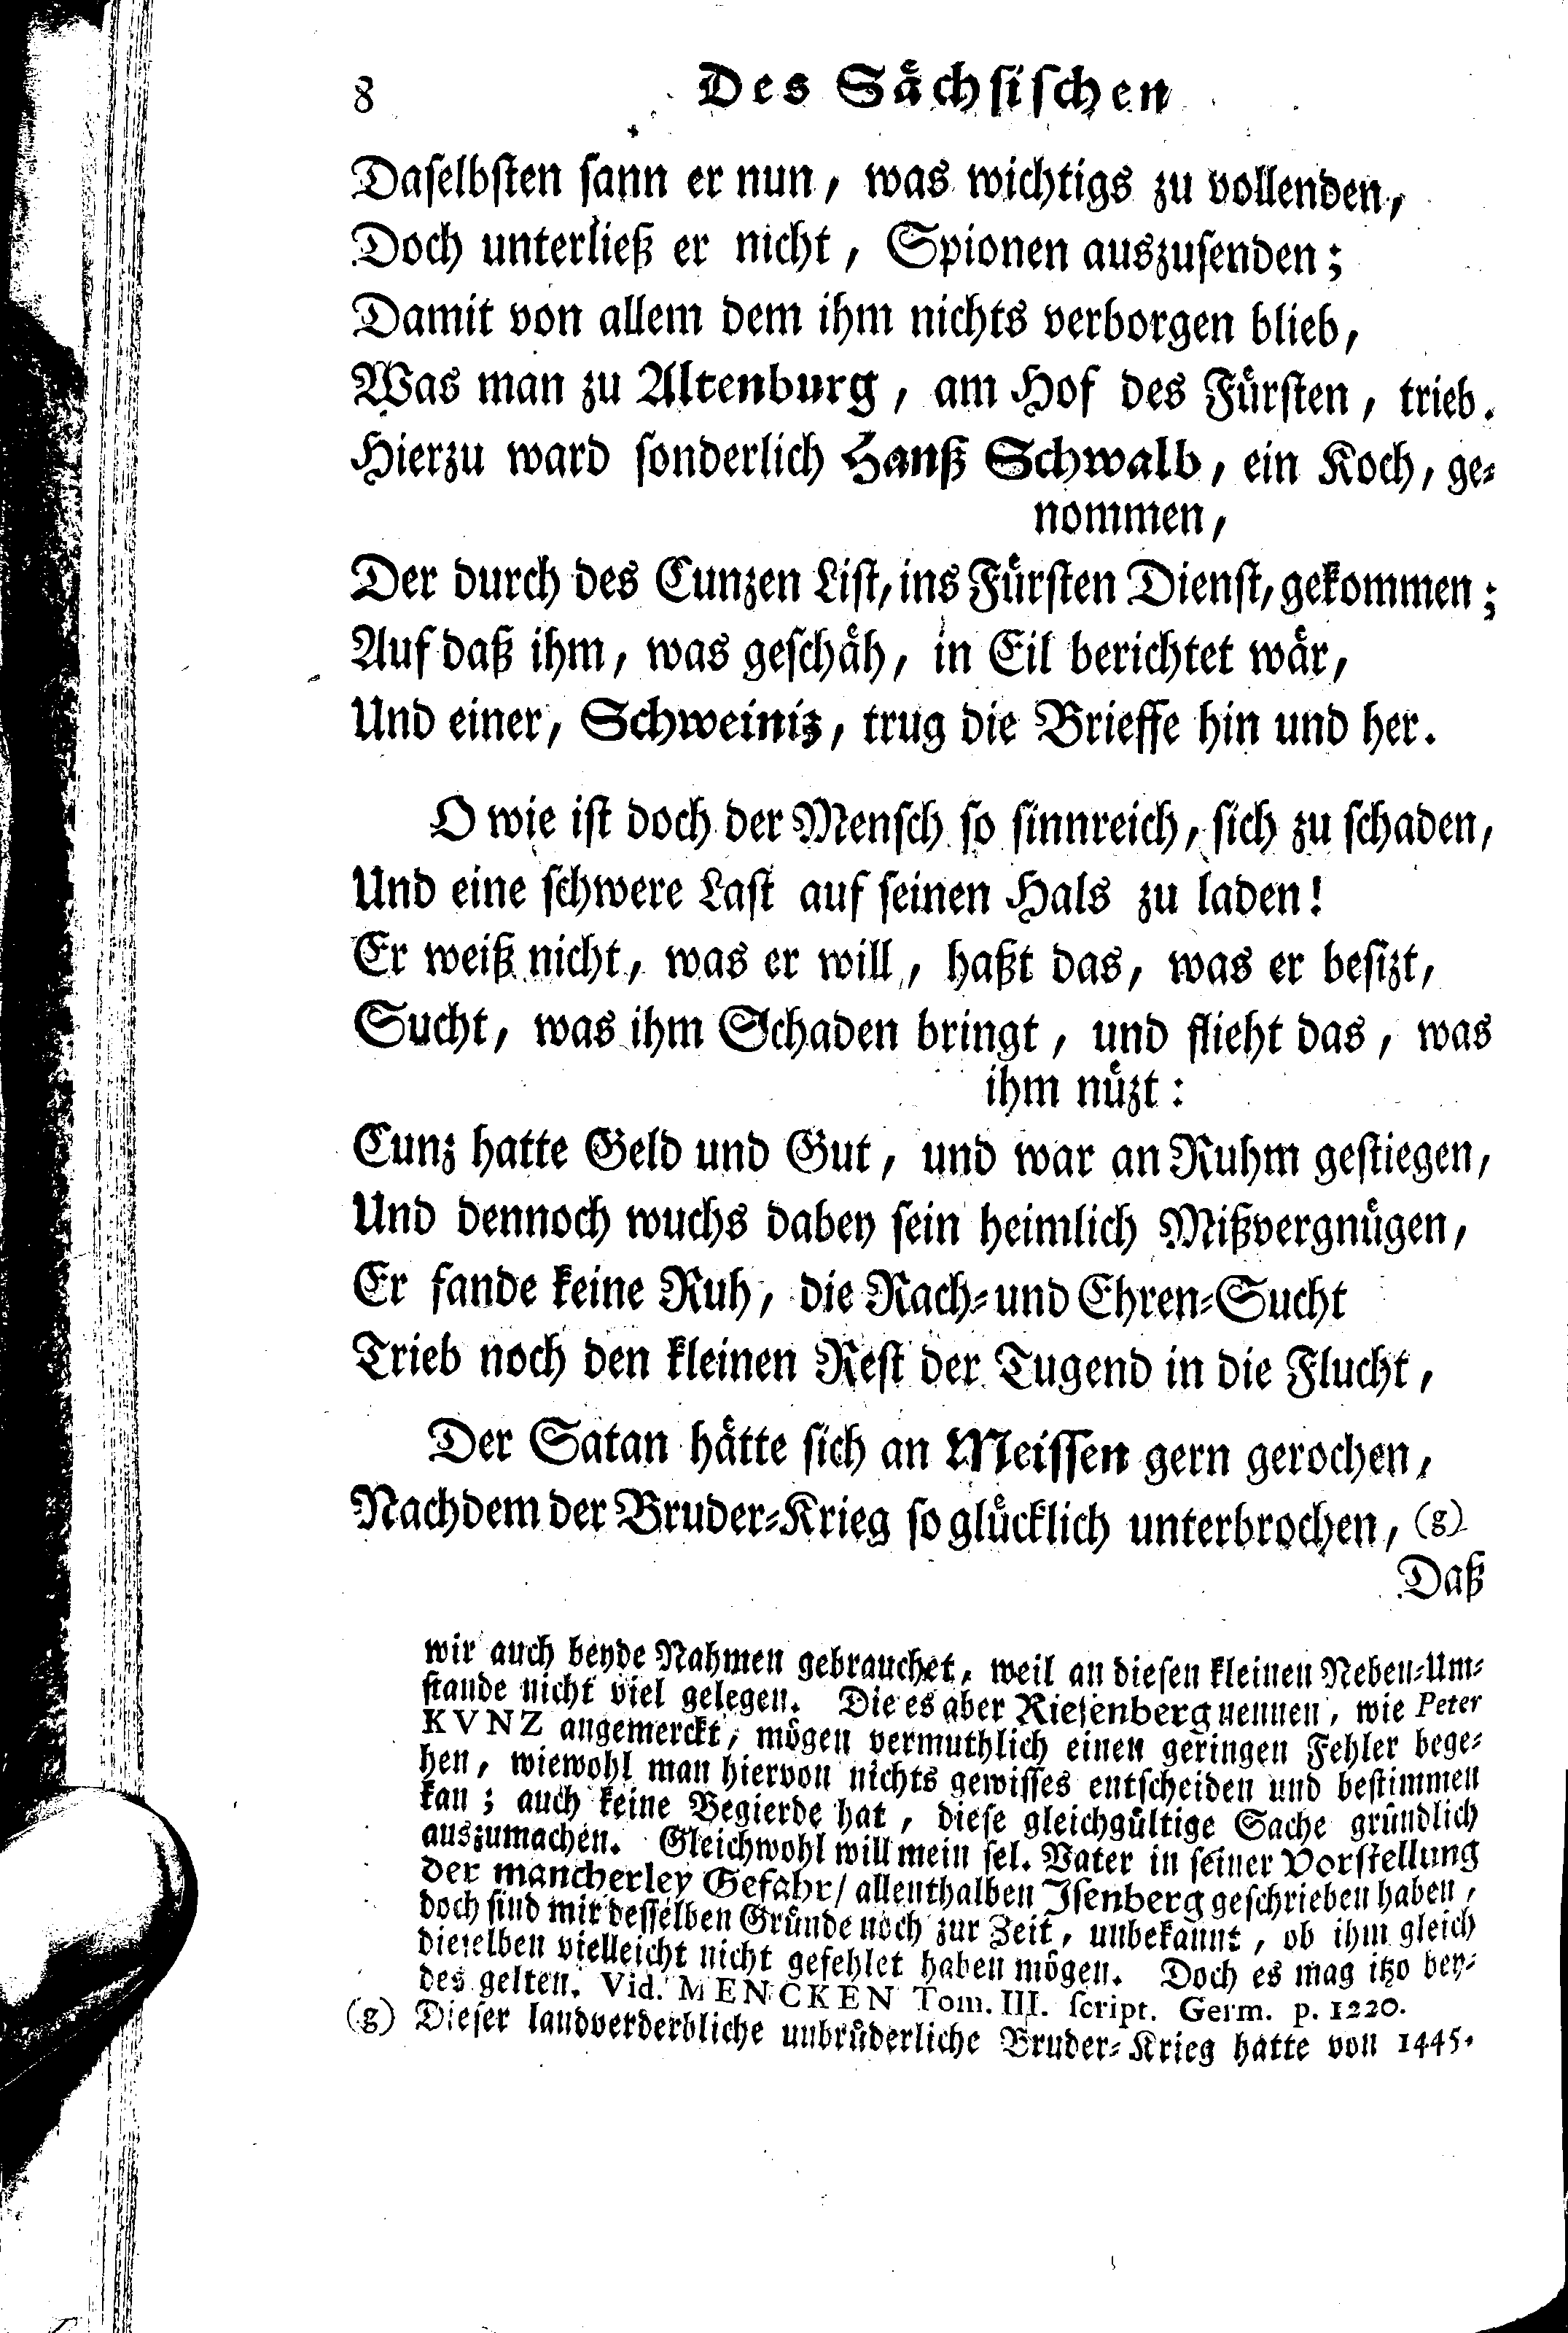 8 Des Sächsischen
Daselbsten sann er nun, was wichtigs zu vollenden,
Doch unterließ er nicht, Spionen auszusenden;
Damit von allem dem ihm nichts verborgen blieb,
Was man zu Altenburg, am Hof des Fürsten, trieb.
Hierzu ward sonderlich Hanß Schwalb, ein Koch, ge-
nommen,
Der durch des Cunzen List, ins Fürsten Dienst, gekommen;
Auf daß ihm, was geschäh, in Eil berichtet wär,
Und einer, Schweiniz, trug die Brieffe hin und her.
O wie ist doch der Mensch so sinnreich, sich zu schaden,
Und eine schwere Last auf seinen Hals zu laden!
Er weiß nicht, was er will, haßt das, was er besizt,
Sucht, was ihm Schaden bringt, und flieht das, was
ihm nüzt:
Cunz hatte Geld und Gut, und war an Ruhm gestiegen,
Und dennoch wuchs dabey sein heimlich Mißvergnügen,
Er fande keine Ruh, die Rach- und Ehren-Sucht
Trieb noch den kleinen Rest der Tugend in die Flucht,
Der Satan hätte sich an Meissen gern gerochen,
Nachdem der Bruder-Krieg so glücklich unterbrochen, (g)
Daß
wir auch beyde Nahmen gebrauchet, weil an diesen kleinen Neben-Um-
stande nicht viel gelegen. Die es aber Riesenberg nennen, wie Peter
KVNZ angemerckt, mögen vermuthlich einen geringen Fehler bege-
hen, wiewohl man hiervon nichts gewisses entscheiden und bestimmen
kan; auch keine Begierde hat, diese gleichgültige Sache gründlich
auszumachen. Gleichwohl will mein sel. Vater in seiner Vorstellung
der mancherley Gefahr/ allenthalben Isenberg geschrieben haben,
doch sind mir desselben Gründe noch zur Zeit, unbekannt, ob ihm gleich
dieselben vielleicht nicht gefehlet haben mögen. Doch es mag itzo bey-
des gelten. Vid. MENCKEN Tom. III. script. Germ. p. 1220.
(g) Dieser landverderbliche unbrüderliche Bruder-Krieg hatte von 1445.